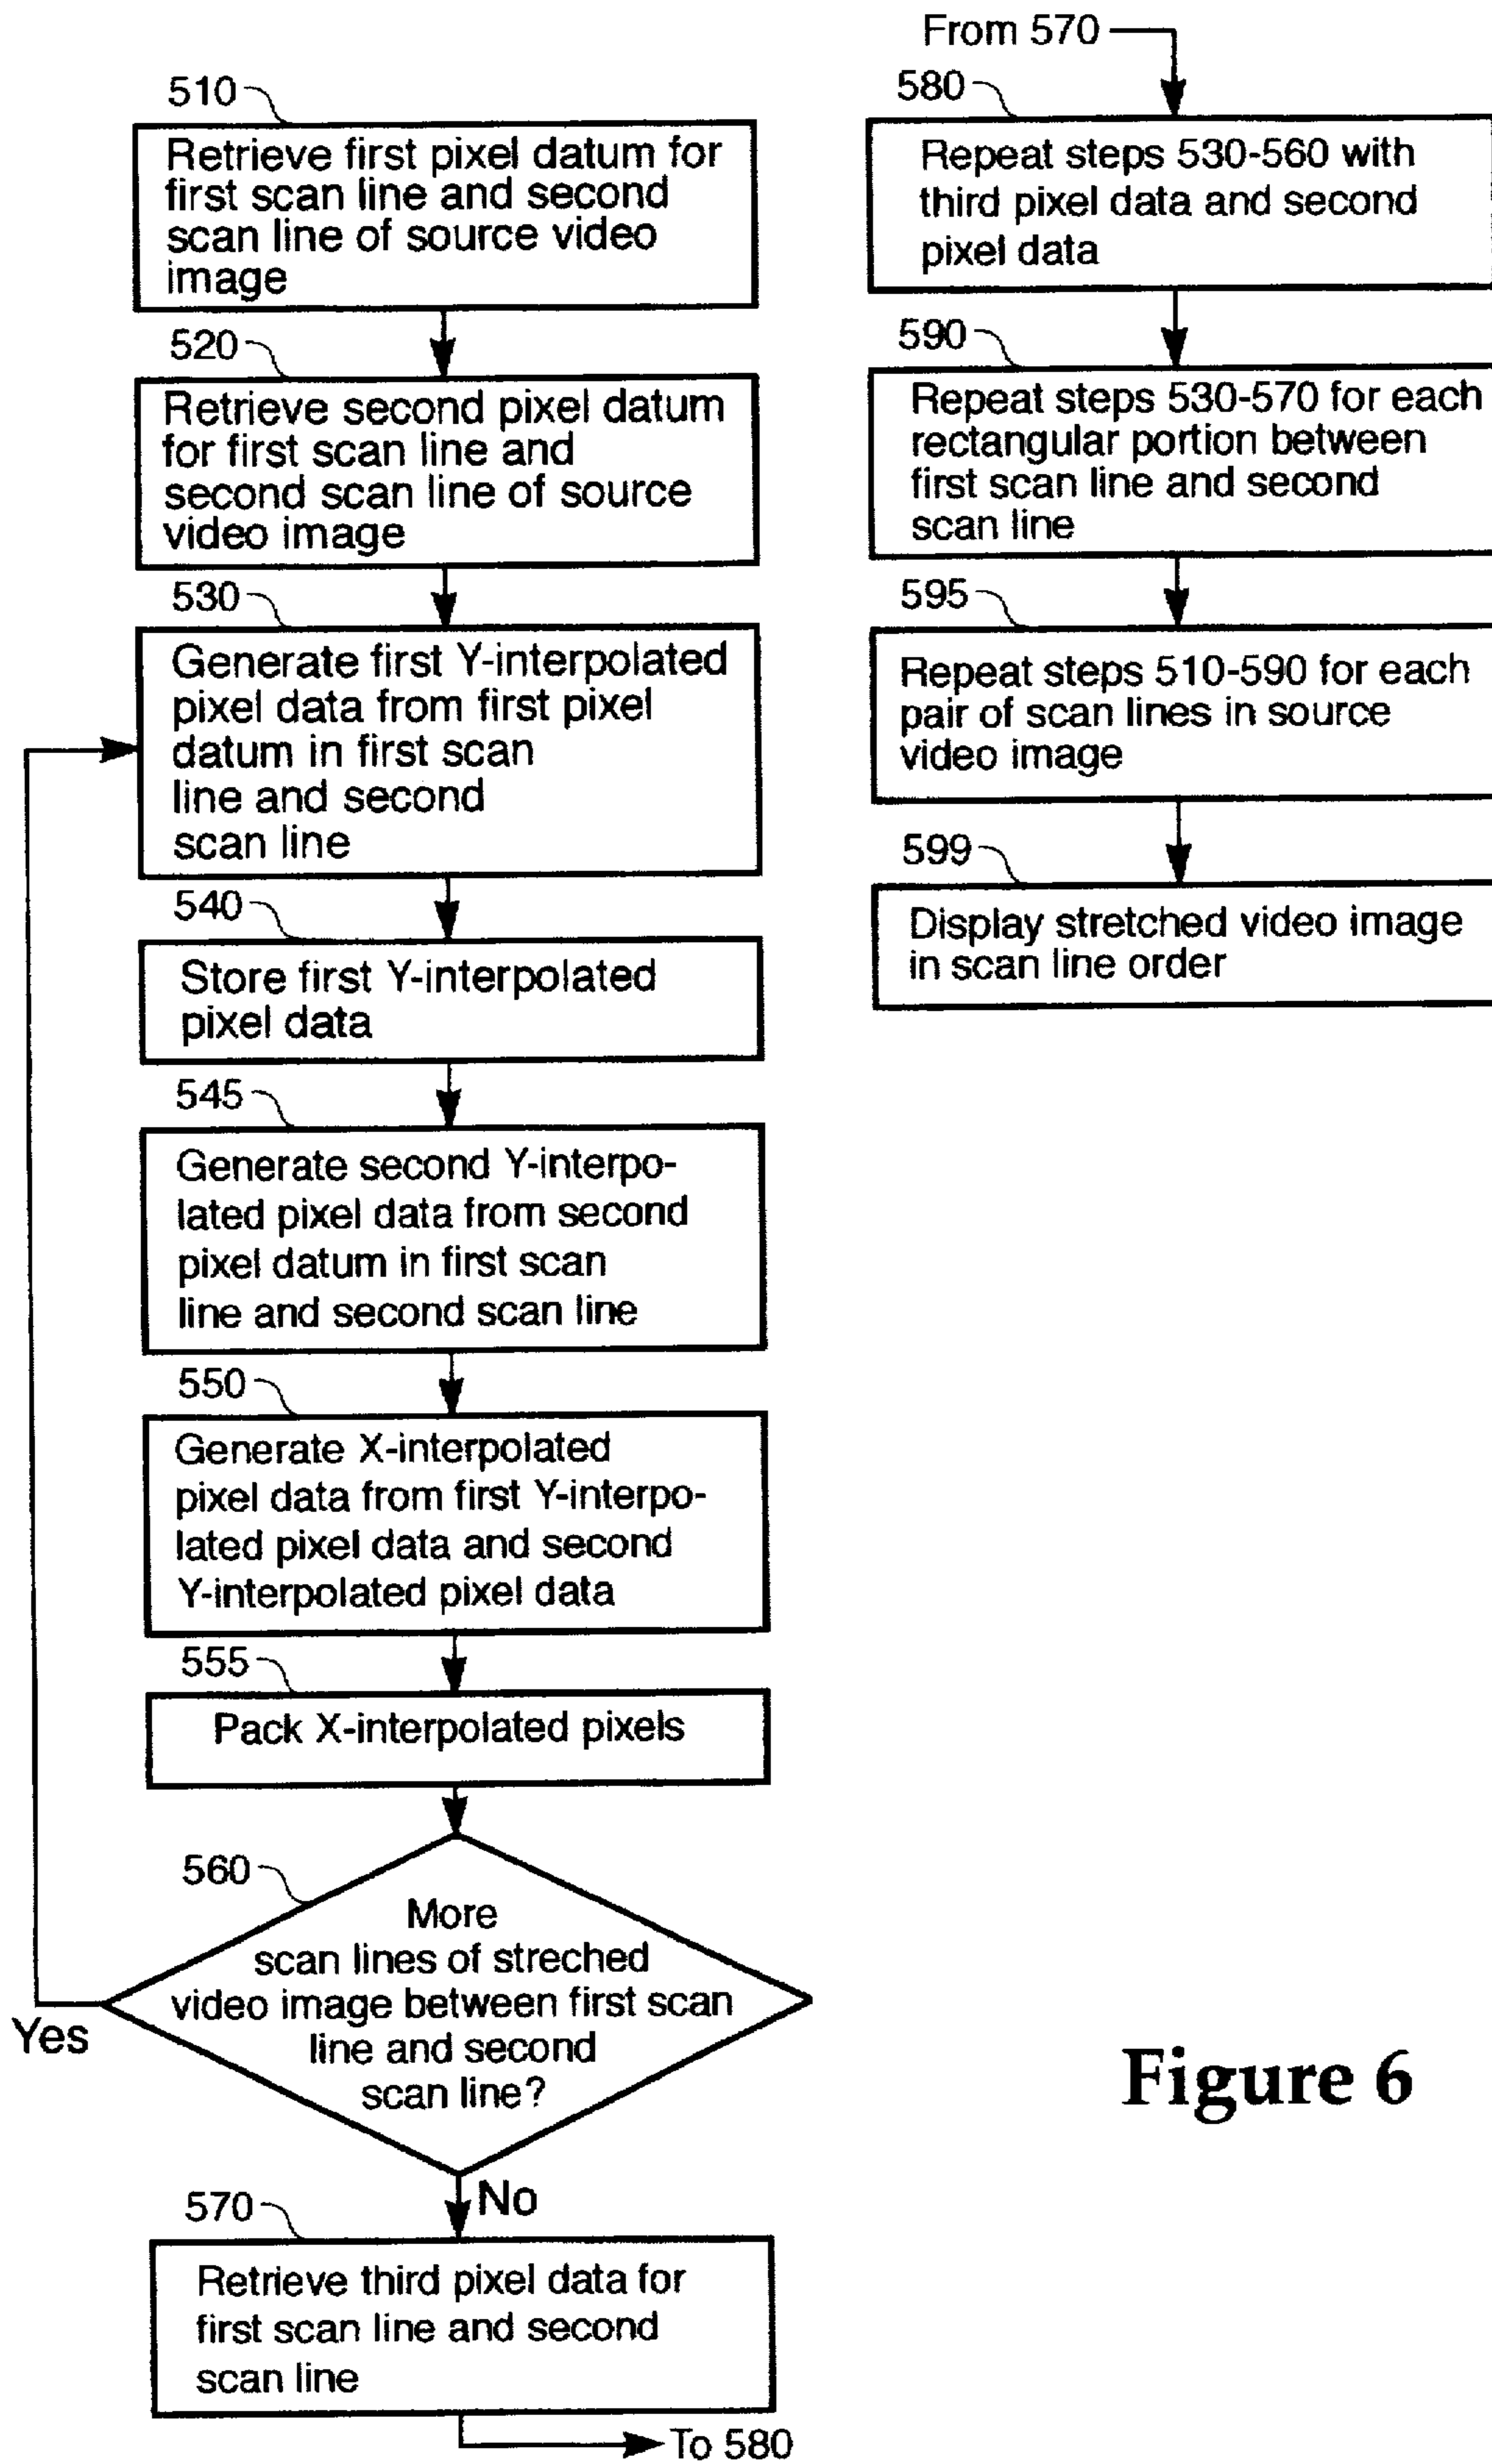 510
Retrieve first pixel datum for
first scan line and second
scan line of source video
image
520
Retrieve second pixel datum
for first scan line and
second scan line of source
video image
530
Generate first Y-interpolated
pixel data from first pixel
datum in first scan
line and second
scan line
540
Store first Y-interpolated
pixel data
545
Generate second Y-interpo-
lated pixel data from second
pixel datum in first scan
line and second scan line
550
Generate X-interpolated
pixel data from first Y-interpo-
lated pixel data and second
Y-interpolated pixel data
555
Pack X-interpolated pixels
560
More
scan lines of streched
video image between first scan
line and second
scan line?
Yes
No
570
Retrieve third pixel data for
first scan line and second
scan line
To 580
From 570
580
Repeat steps 530-560 with
third pixel data and second
pixel data
590
Repeat steps 530-570 for each
rectangular portion between
first scan line and second
scan line
595
Repeat steps 510-590 for each
pair of scan lines in source
video image
599
Display stretched video image
in scan line order
Figure 6